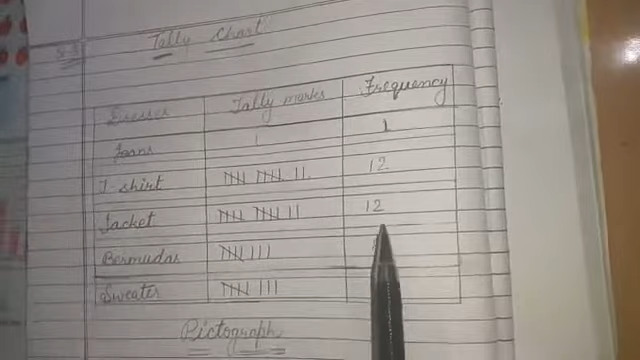 Tally Chart
Dresses Tally marks Frequency
Jeans | 1
T-shirt 𝍸 𝍸 || 12
Jacket 𝍸 𝍸 || 12
Bermudas 𝍸 |||
Sweater 𝍸 |||
Pictograph